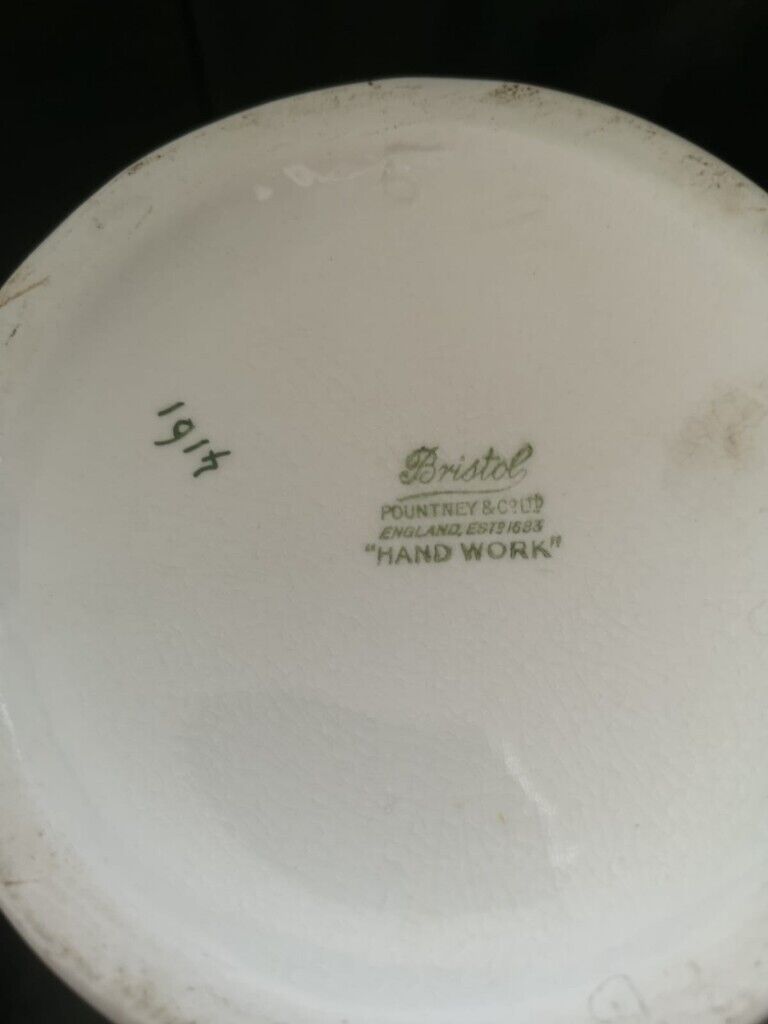 1914
Bristol
POUNTNEY & Co. LTD
ENGLAND, ESTD 1683
"HAND WORK"